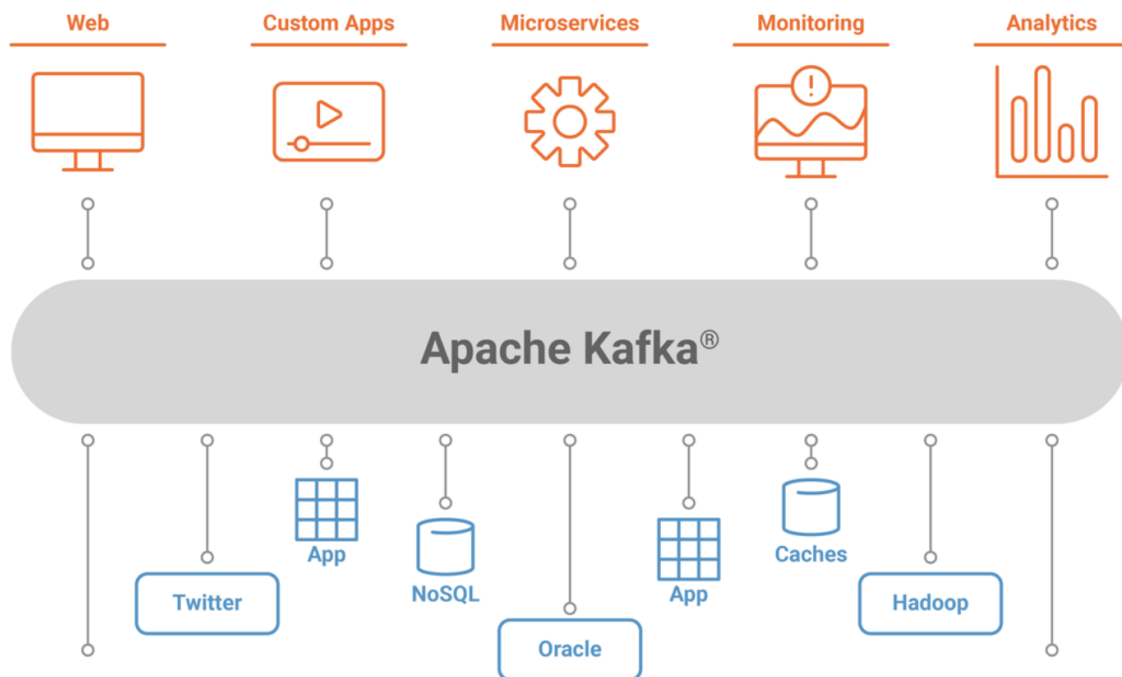 Web
Custom Apps
Microservices
Monitoring
Analytics
!
Apache Kafka®
App
Caches
NoSQL
App
Twitter
Hadoop
Oracle